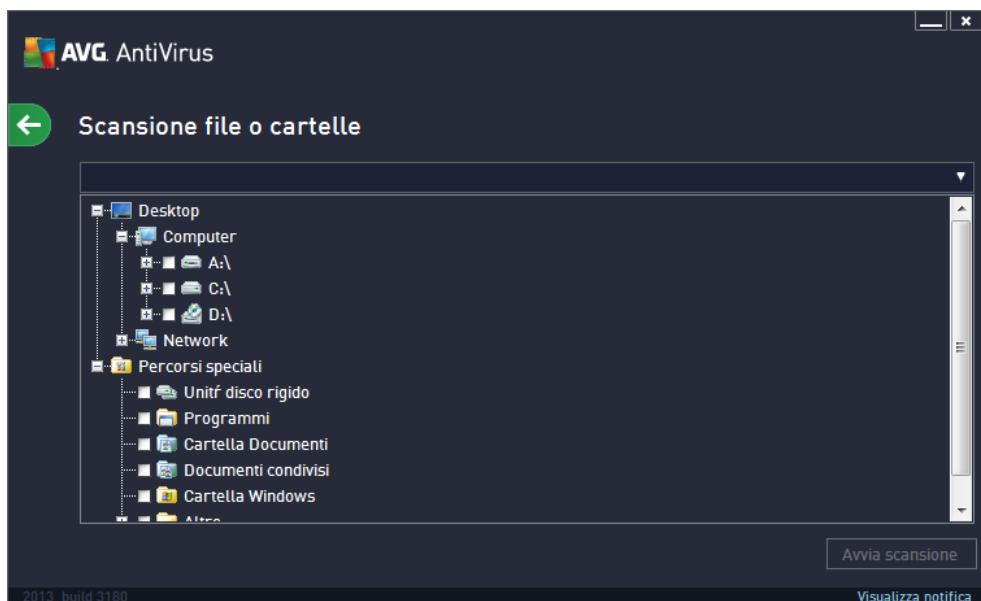 AVG. AntiVirus
Scansione file o cartelle
Desktop
Computer
A:\
C:\
D:\
Network
Percorsi speciali
Unitŕ disco rigido
Programmi
Cartella Documenti
Documenti condivisi
Cartella Windows
Altro
Avvia scansione
2013 build 3180
Visualizza notifica